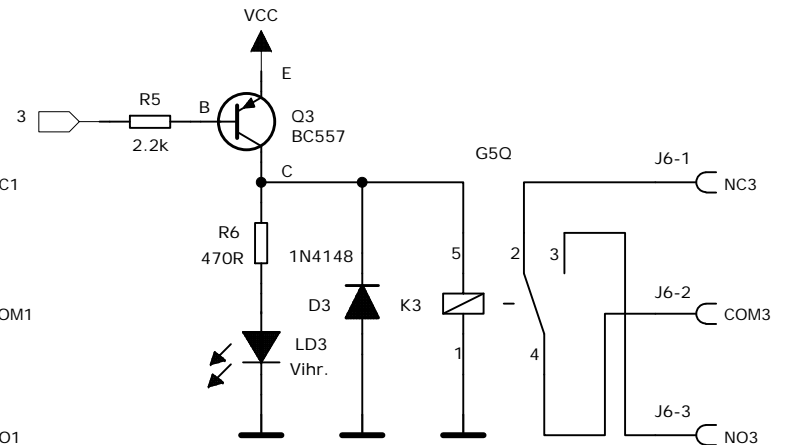 VCC
E
R5
3
B
Q3
2.2k
BC557
G5Q
J6-1
C
C1
NC3
R6
470R
1N4148
5
2
3
J6-2
D3
K3
OM1
COM3
LD3
1
4
Vihr.
J6-3
O1
NO3